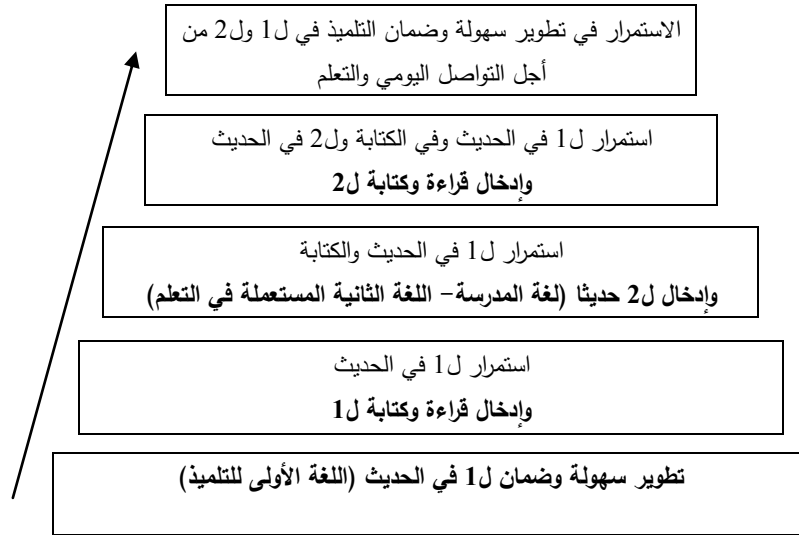 الاستمرار في تطوير سهولة وضمان التلميذ في ل1 ول2 من
أجل التواصل اليومي والتعلم
استمرار ل1 في الحديث وفي الكتابة ول2 في الحديث
وإدخال قراءة وكتابة ل2
استمرار ل1 في الحديث والكتابة
وإدخال ل2 حديثا (لغة المدرسة– اللغة الثانية المستعملة في التعلم)
استمرار ل1 في الحديث
وإدخال قراءة وكتابة ل1
تطوير سهولة وضمان ل1 في الحديث (اللغة الأولى للتلميذ)